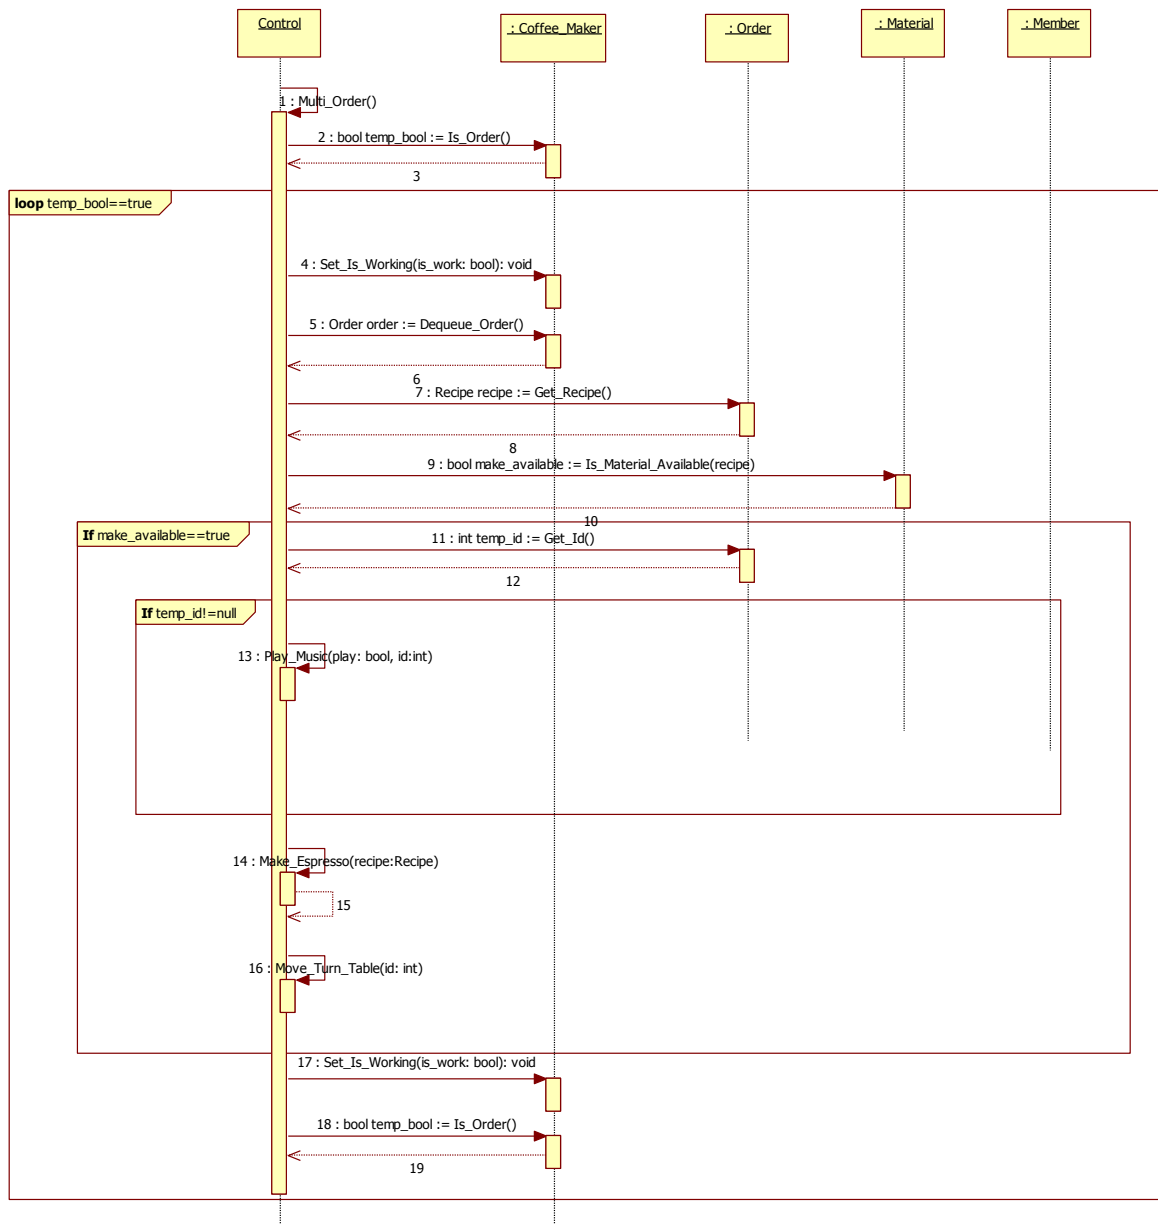 Control
: Coffee_Maker
: Order
: Material
: Member
1 : Multi_Order()
2 : bool temp_bool := Is_Order()
3
loop temp_bool==true
4 : Set_Is_Working(is_work: bool): void
5 : Order order := Dequeue_Order()
6
7 : Recipe recipe := Get_Recipe()
8
9 : bool make_available := Is_Material_Available(recipe)
10
If make_available==true
11 : int temp_id := Get_Id()
12
If temp_id!=null
13 : Play_Music(play: bool, id:int)
14 : Make_Espresso(recipe:Recipe)
15
16 : Move_Turn_Table(id: int)
17 : Set_Is_Working(is_work: bool): void
18 : bool temp_bool := Is_Order()
19